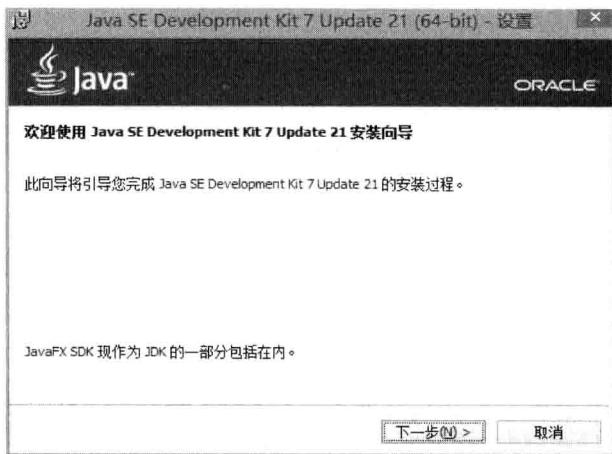 Java SE Development Kit 7 Update 21 (64-bit) - 设置
Java
ORACLE
欢迎使用 Java SE Development Kit 7 Update 21 安装向导
此向导将引导您完成 Java SE Development Kit 7 Update 21 的安装过程。
JavaFX SDK 现作为 JDK 的一部分包括在内。
下一步(N) > 取消